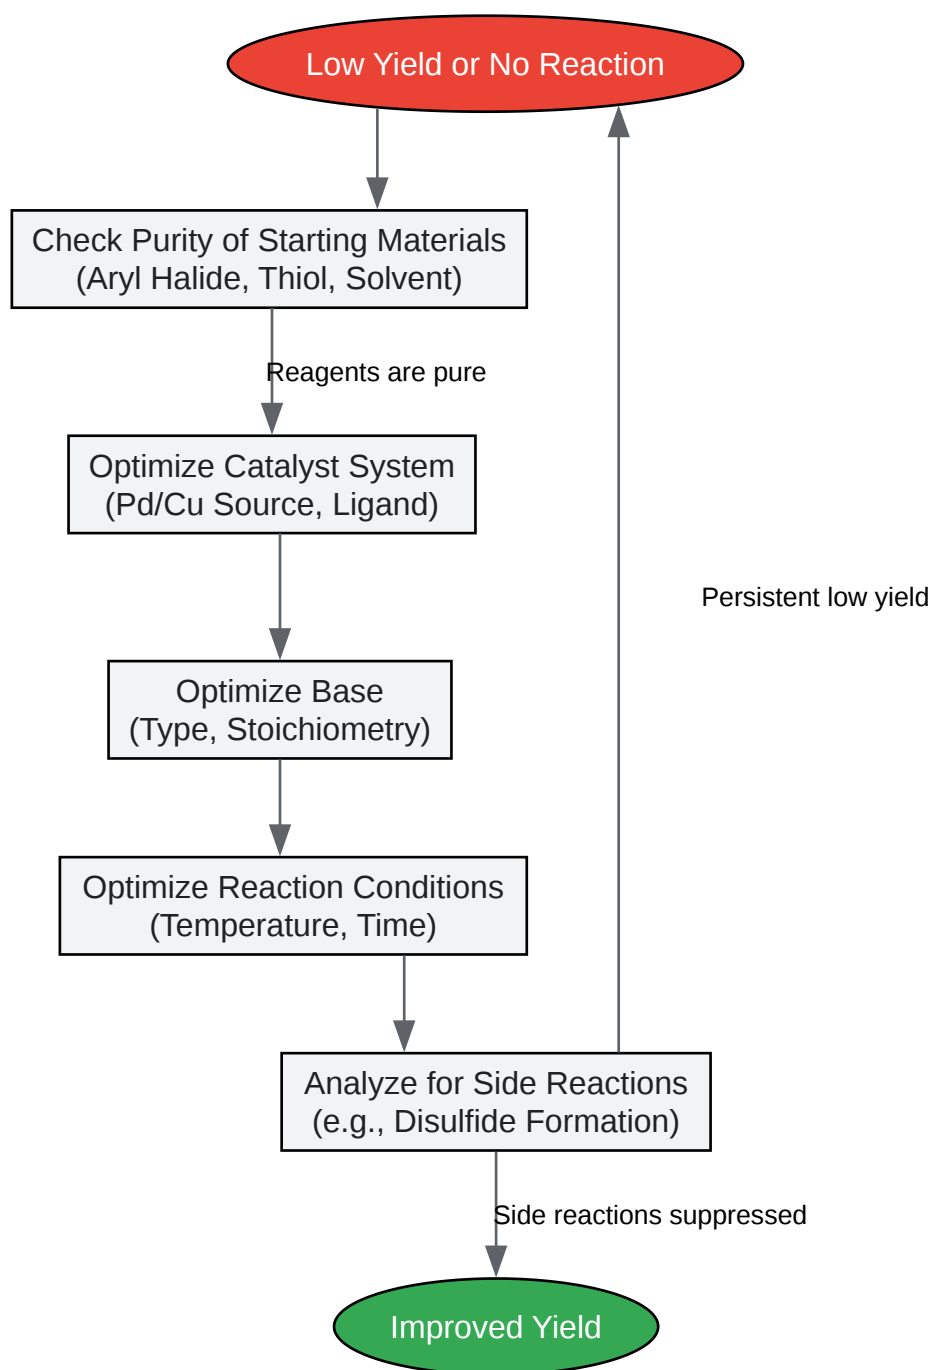 Low Yield or No Reaction
Check Purity of Starting Materials
(Aryl Halide, Thiol, Solvent)
Reagents are pure
Optimize Catalyst System
(Pd/Cu Source, Ligand)
Persistent low yield
Optimize Base
(Type, Stoichiometry)
Optimize Reaction Conditions
(Temperature, Time)
Analyze for Side Reactions
(e.g., Disulfide Formation)
Side reactions suppressed
Improved Yield